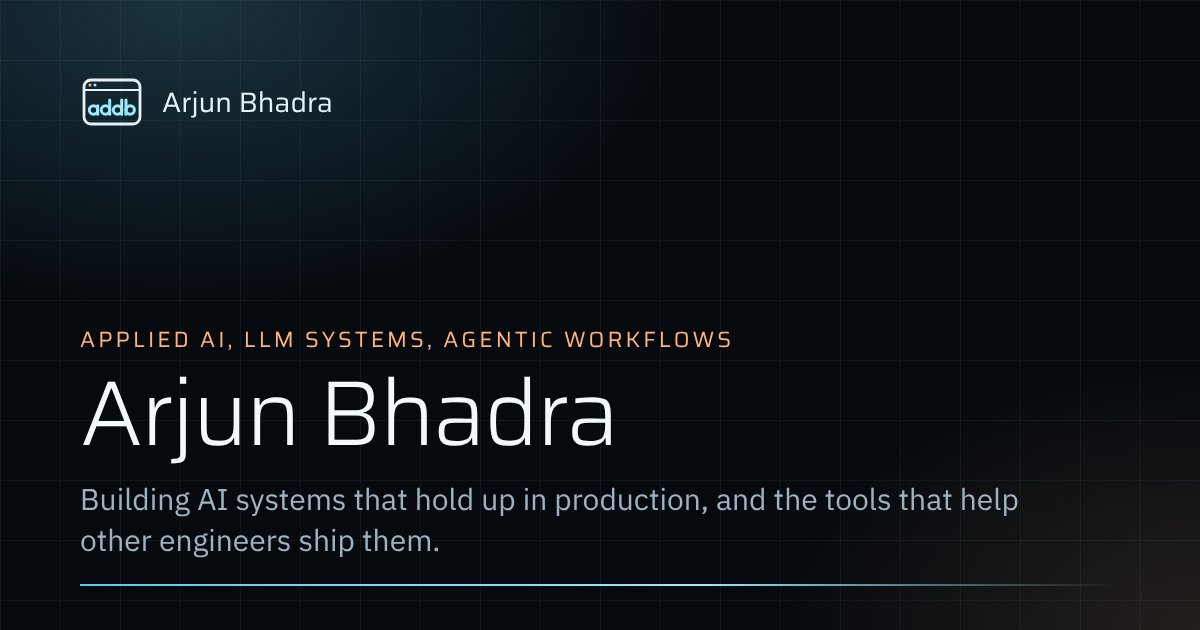 addb
Arjun Bhadra
APPLIED AI, LLM SYSTEMS, AGENTIC WORKFLOWS
Arjun Bhadra
Building AI systems that hold up in production, and the tools that help
other engineers ship them.